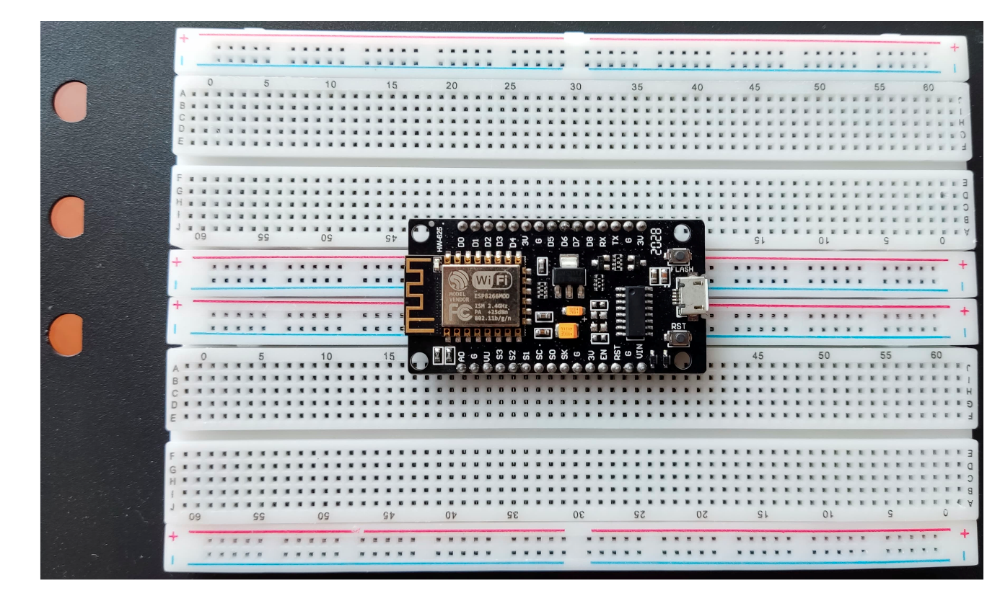 + +
- -
0 5 10 15 20 25 30 35 40 45 50 55 60
A J
B I
C H
D G
E F
F E
G D
H C
I B
J A
60 55 50 45 15 10 5 0
+ +
- -
+ +
- -
HW-625
D0 D1 D2 D3 D4 3V G D5 D6 D7 D8 RX TX G 3V
2028
FLASH
WiFi
MODEL ESP8266MOD
VENDOR
FC ISM 2.4GHz
PA +25dBm
802.11b/g/n
+
RST
A0 G VU S3 S2 S1 SC SO SK G 3V EN RST G VIN
0 5 10 15 45 50 55 60
A J
B I
C H
D G
E F
F E
G D
H C
I B
J A
60 55 50 45 40 35 30 25 20 15 10 5 0
+ +
- -